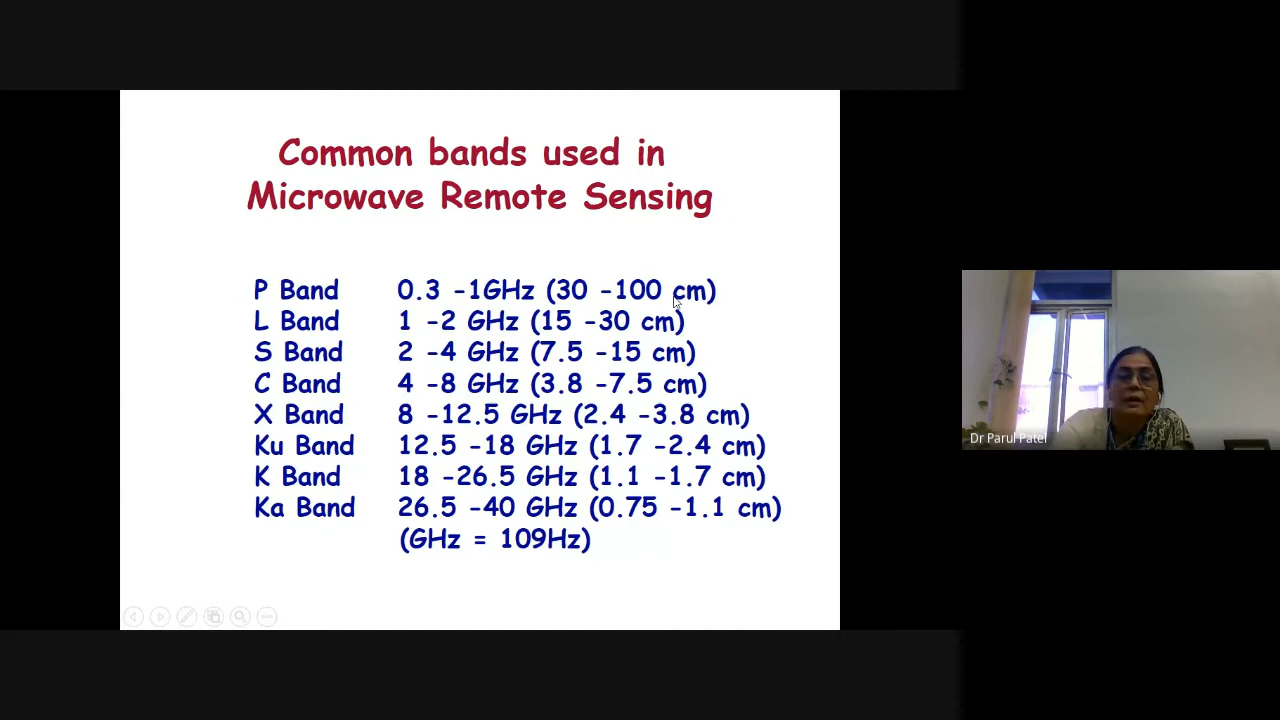 Common bands used in
Microwave Remote Sensing
P Band 0.3 -1GHz (30 -100 cm)
L Band 1 -2 GHz (15 -30 cm)
S Band 2 -4 GHz (7.5 -15 cm)
C Band 4 -8 GHz (3.8 -7.5 cm)
X Band 8 -12.5 GHz (2.4 -3.8 cm)
Ku Band 12.5 -18 GHz (1.7 -2.4 cm)
K Band 18 -26.5 GHz (1.1 -1.7 cm)
Ka Band 26.5 -40 GHz (0.75 -1.1 cm)
(GHz = 109Hz)
Dr Parul Patel